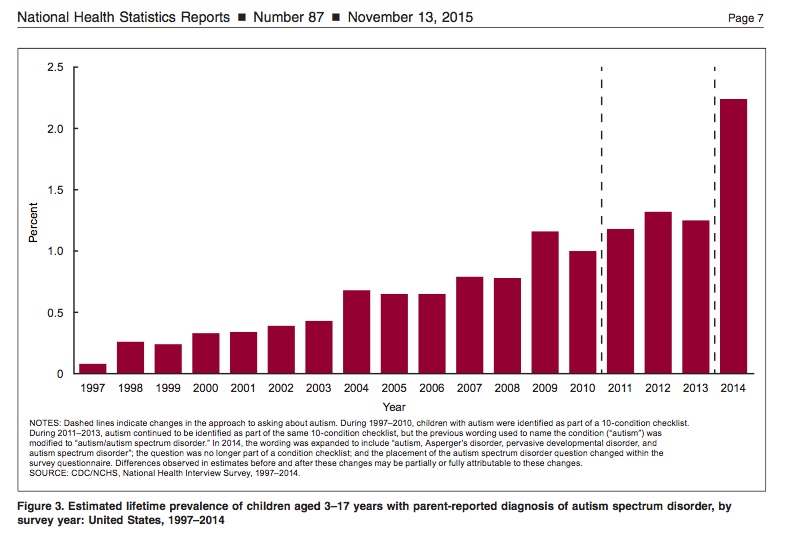 National Health Statistics Reports ■ Number 87 ■ November 13, 2015 Page 7
2.5
2.0
1.5
1.0
0.5
0
Percent
1997 1998 1999 2000 2001 2002 2003 2004 2005 2006 2007 2008 2009 2010 2011 2012 2013 2014
Year
NOTES: Dashed lines indicate changes in the approach to asking about autism. During 1997–2010, children with autism were identified as part of a 10-condition checklist.
During 2011–2013, autism continued to be identified as part of the same 10-condition checklist, but the previous wording used to name the condition (“autism”) was
modified to “autism/autism spectrum disorder.” In 2014, the wording was expanded to include “autism, Asperger’s disorder, pervasive developmental disorder, and
autism spectrum disorder”; the question was no longer part of a condition checklist; and the placement of the autism spectrum disorder question changed within the
survey questionnaire. Differences observed in estimates before and after these changes may be partially or fully attributable to these changes.
SOURCE: CDC/NCHS, National Health Interview Survey, 1997–2014.
Figure 3. Estimated lifetime prevalence of children aged 3–17 years with parent-reported diagnosis of autism spectrum disorder, by
survey year: United States, 1997–2014